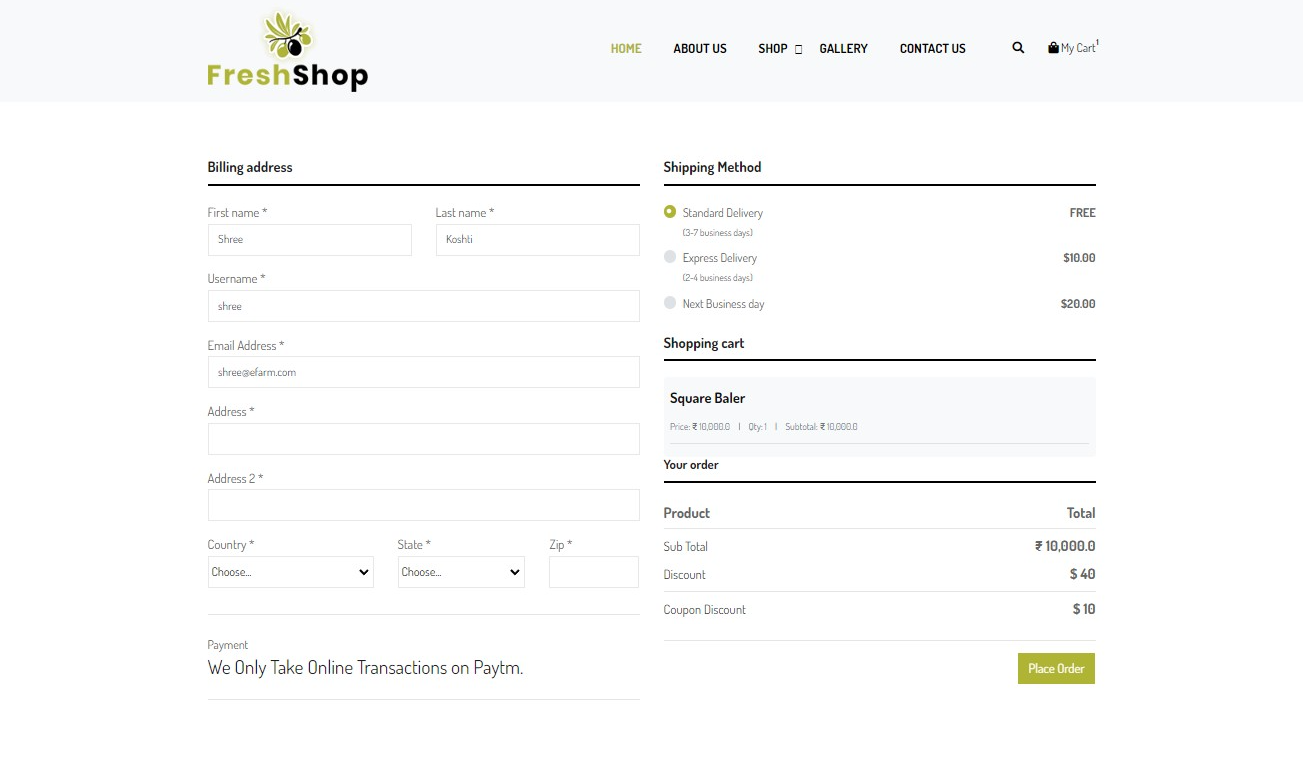 FreshShop
HOME ABOUT US SHOP GALLERY CONTACT US My Cart 1
Billing address
First name * Last name *
Shree Koshti
Username *
shree
Email Address *
shree@efarm.com
Address *
Address 2 *
Country * State * Zip *
Choose... Choose...
Payment
We Only Take Online Transactions on Paytm.
Shipping Method
Standard Delivery FREE
(3-7 business days)
Express Delivery $10.00
(2-4 business days)
Next Business day $20.00
Shopping cart
Square Baler
Price: ₹ 10,000.0 | Qty: 1 | Subtotal: ₹ 10,000.0
Your order
Product Total
Sub Total ₹ 10,000.0
Discount $ 40
Coupon Discount $ 10
Place Order